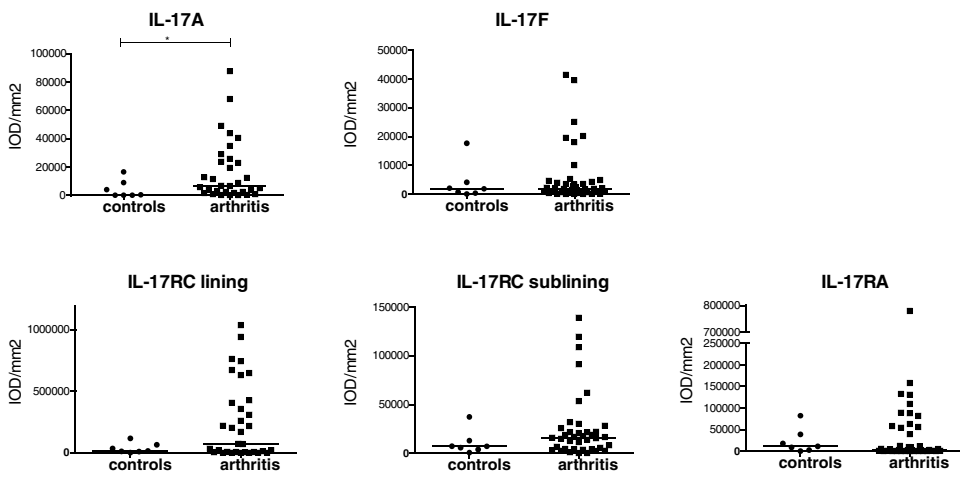 IL-17A
IL-17F
*
IOD/mm2
100000
80000
60000
40000
20000
0
controls
arthritis
IOD/mm2
50000
40000
30000
20000
10000
0
controls
arthritis
IL-17RC lining
IL-17RC sublining
IL-17RA
IOD/mm2
1000000
500000
0
controls
arthritis
IOD/mm2
150000
100000
50000
0
controls
arthritis
IOD/mm2
800000
700000
250000
200000
150000
100000
50000
0
controls
arthritis